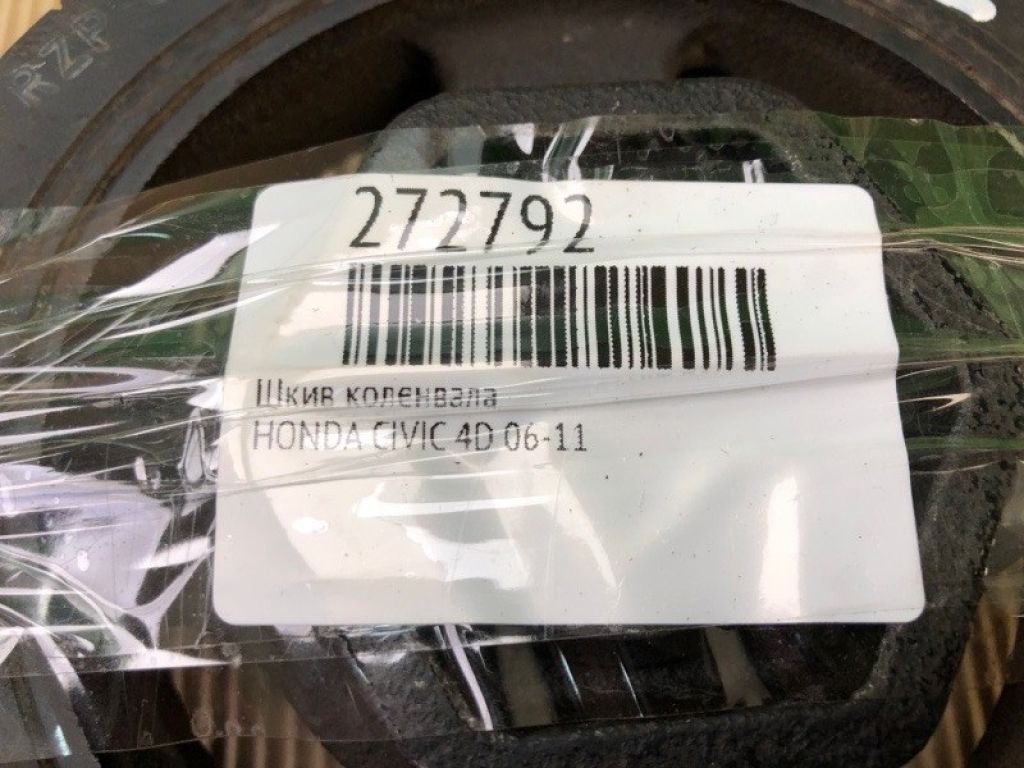 RZP
272792
Шкив коленвала
HONDA CIVIC 4D 06-11